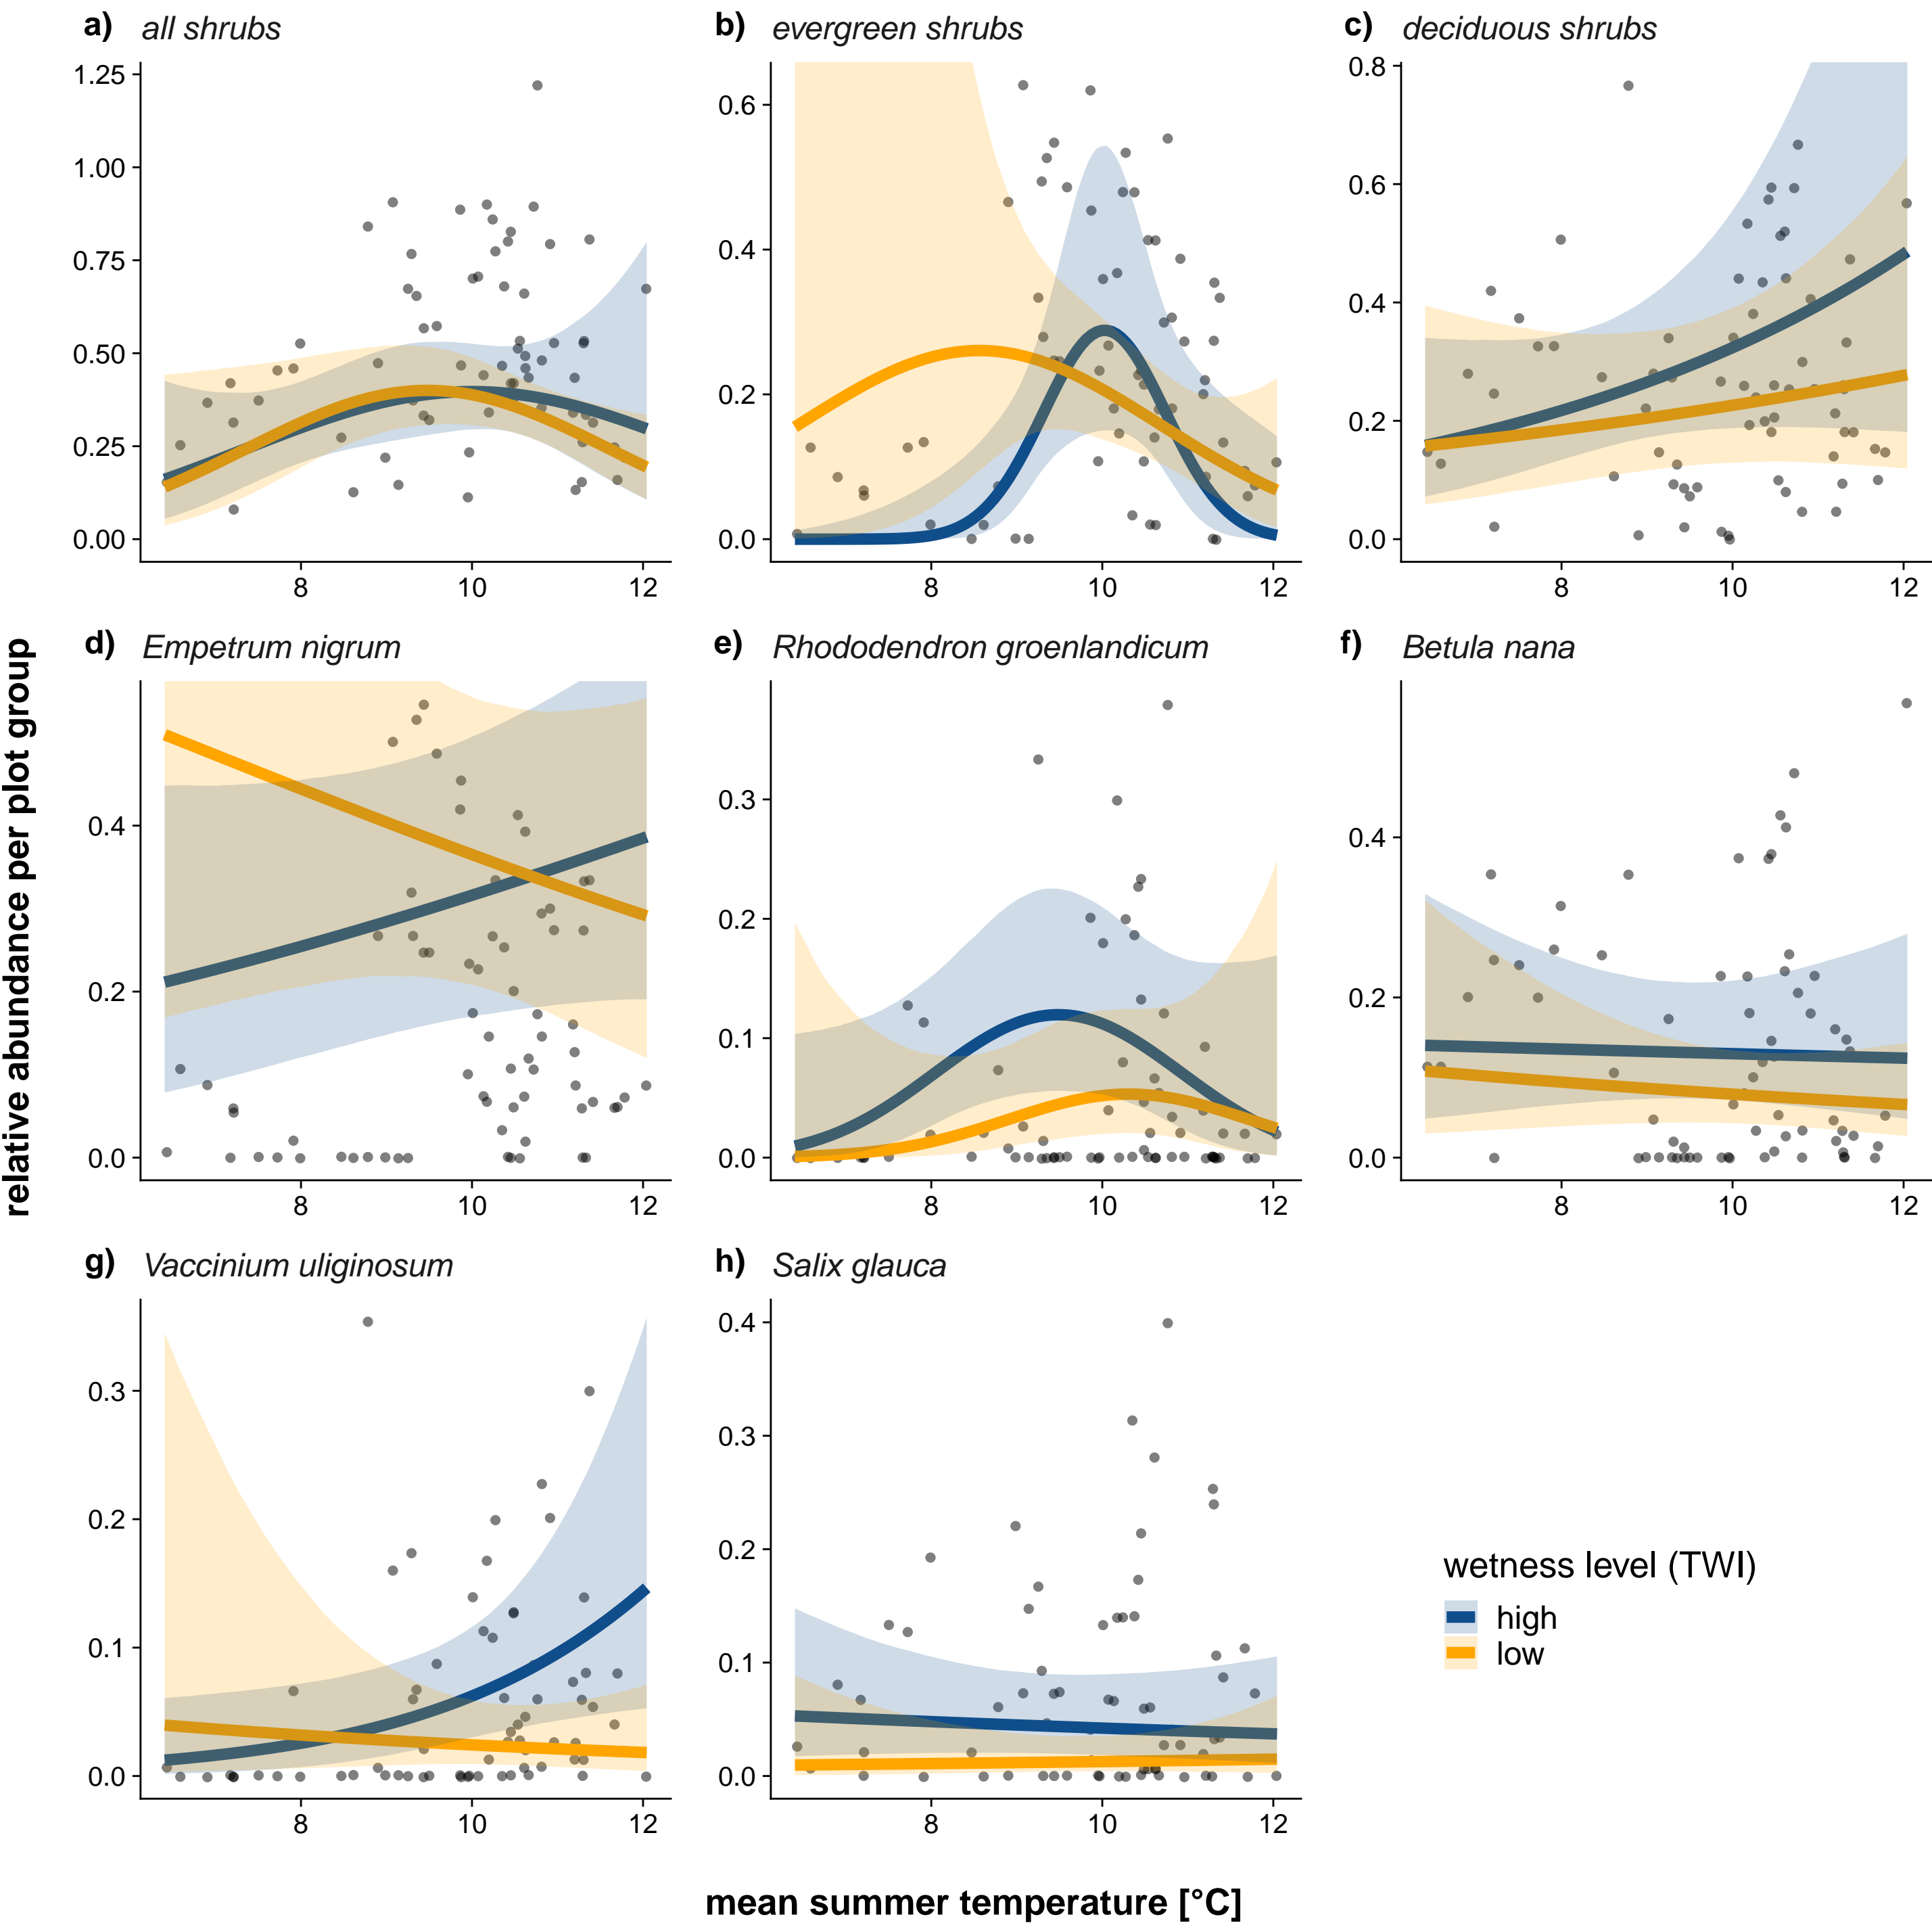 a) all shrubs
b) evergreen shrubs
c) deciduous shrubs
1.25
1.00
0.75
0.50
0.25
0.00
8 10 12
0.6
0.4
0.2
0.0
8 10 12
0.8
0.6
0.4
0.2
0.0
8 10 12
relative abundance per plot group
d) Empetrum nigrum
e) Rhododendron groenlandicum
f) Betula nana
0.4
0.2
0.0
8 10 12
0.3
0.2
0.1
0.0
8 10 12
0.4
0.2
0.0
8 10 12
g) Vaccinium uliginosum
h) Salix glauca
0.3
0.2
0.1
0.0
8 10 12
0.4
0.3
0.2
0.1
0.0
8 10 12
wetness level (TWI)
high
low
mean summer temperature [°C]